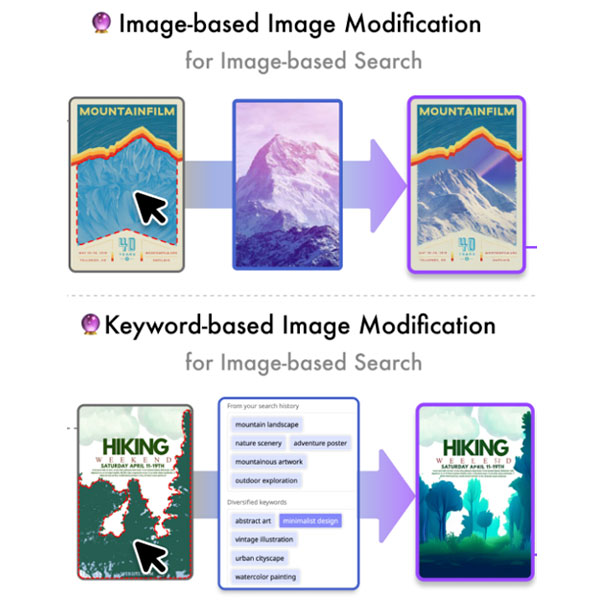 Image-based Image Modification
for Image-based Search
MOUNTAINFILM
MOUNTAINFILM
40
YEARS
40
YEARS
Keyword-based Image Modification
for Image-based Search
HIKING
WEEKEND
SATURDAY APRIL 11-19TH
From your search history
mountain landscape
nature scenery adventure poster
mountainous artwork
outdoor exploration
Diversified keywords
abstract art minimalist design
vintage illustration
urban cityscape
watercolor painting
HIKING
SATURDAY APRIL 11-19TH